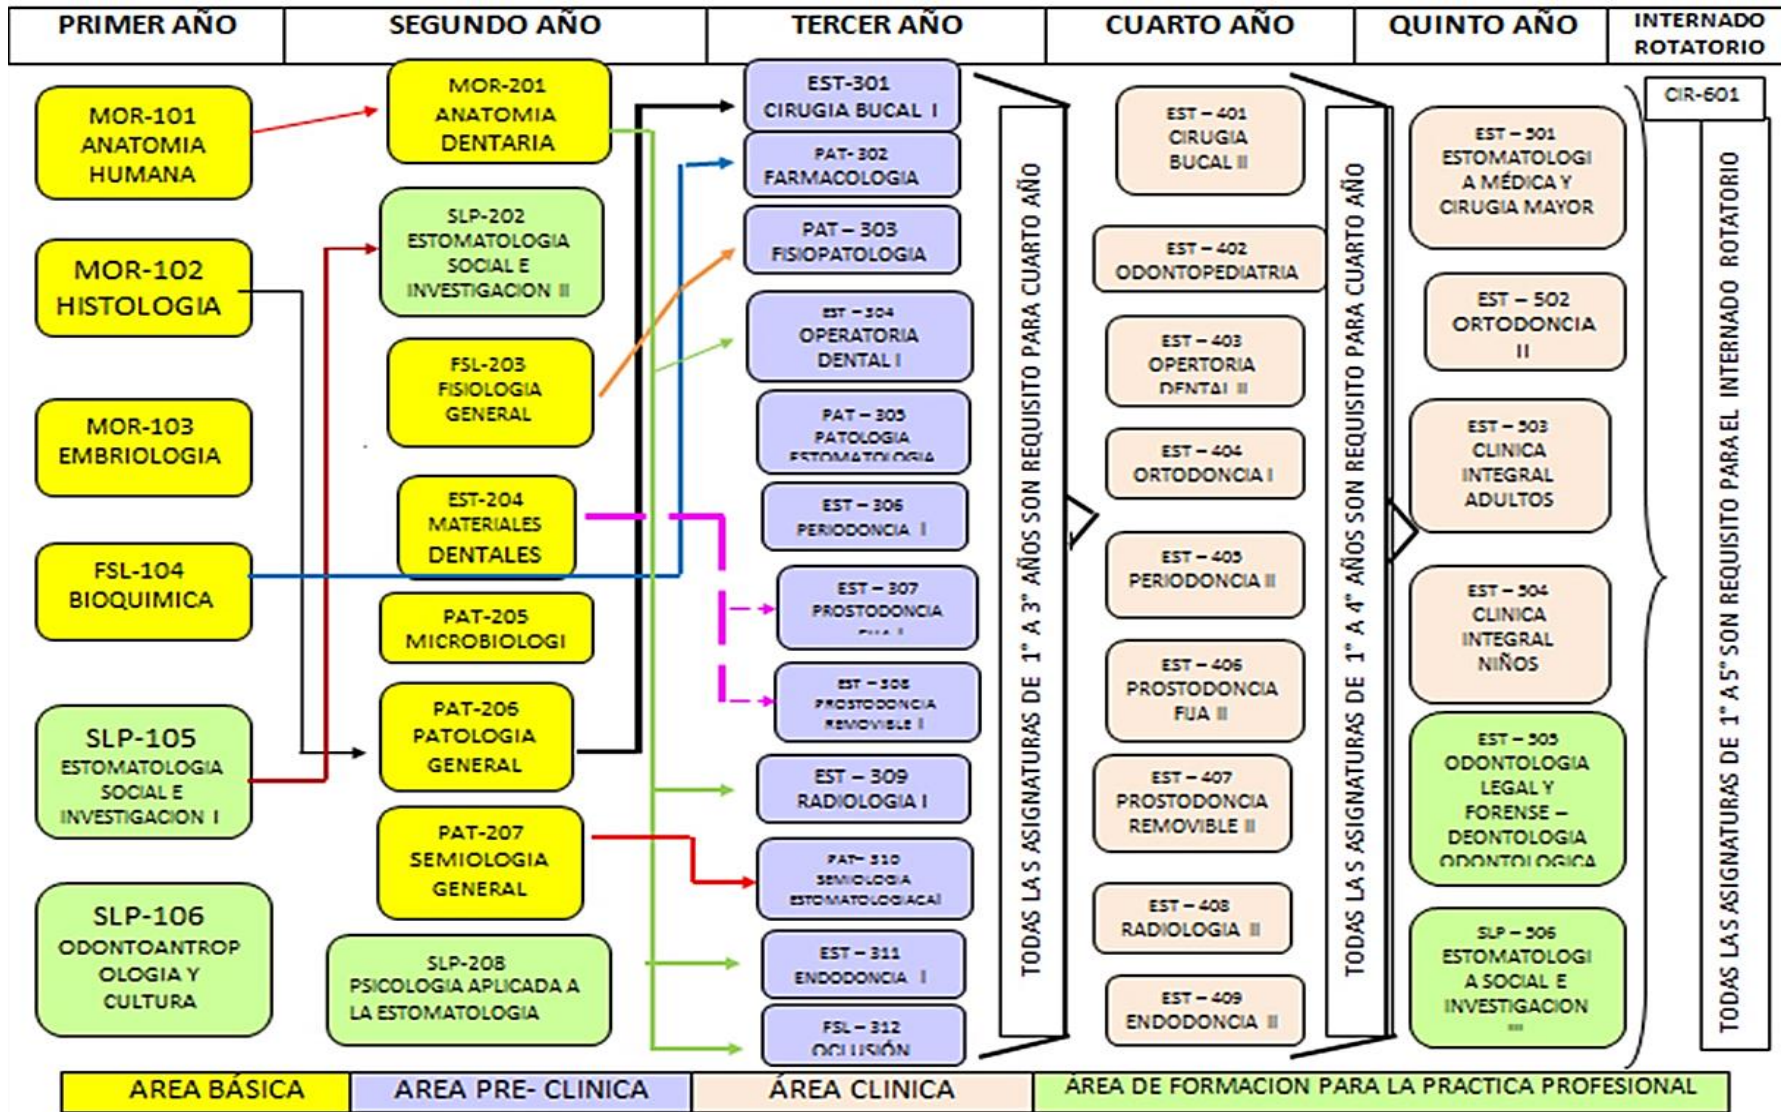 PRIMER AÑO
SEGUNDO AÑO
TERCER AÑO
CUARTO AÑO
QUINTO AÑO
INTERNADO
ROTATORIO
MOR-101
ANATOMIA
HUMANA
MOR-102
HISTOLOGIA
MOR-103
EMBRIOLOGIA
FSL-104
BIOQUIMICA
SLP-105
ESTOMATOLOGIA
SOCIAL E
INVESTIGACION I
SLP-106
ODONTOANTROP
OLOGIA Y
CULTURA
MOR-201
ANATOMIA
DENTARIA
SLP-202
ESTOMATOLOGIA
SOCIAL E
INVESTIGACION II
FSL-203
FISIOLOGIA
GENERAL
EST-204
MATERIALES
DENTALES
PAT-205
MICROBIOLOGI
PAT-206
PATOLOGIA
GENERAL
PAT-207
SEMIOLOGIA
GENERAL
SLP-208
PSICOLOGIA APLICADA A
LA ESTOMATOLOGIA
EST-301
CIRUGIA BUCAL I
PAT- 302
FARMACOLOGIA
PAT – 303
FISIOPATOLOGIA
EST – 304
OPERATORIA
DENTAL I
PAT – 305
PATOLOGIA
ESTOMATOLOGIA
EST – 306
PERIODONCIA I
EST – 307
PROSTODONCIA
FIJA I
EST – 308
PROSTODONCIA
REMOVIBLE I
EST – 309
RADIOLOGIA I
PAT– 310
SEMIOLOGIA
ESTOMATOLOGIACAI
EST – 311
ENDODONCIA I
FSL – 312
OCLUSIÓN
TODAS LAS ASIGNATURAS DE 1° A 3° AÑOS SON REQUISITO PARA CUARTO AÑO
EST – 401
CIRUGIA
BUCAL II
EST – 402
ODONTOPEDIATRIA
EST – 403
OPERTORIA
DENTAL II
EST – 404
ORTODONCIA I
EST – 405
PERIODONCIA II
EST – 406
PROSTODONCIA
FIJA II
EST – 407
PROSTODONCIA
REMOVIBLE II
EST – 408
RADIOLOGIA II
EST – 409
ENDODONCIA II
TODAS LAS ASIGNATURAS DE 1° A 4° AÑOS SON REQUISITO PARA CUARTO AÑO
EST – 501
ESTOMATOLOGI
A MÉDICA Y
CIRUGIA MAYOR
EST – 502
ORTODONCIA
II
EST – 503
CLINICA
INTEGRAL
ADULTOS
EST – 504
CLINICA
INTEGRAL
NIÑOS
EST – 505
ODONTOLOGIA
LEGAL Y
FORENSE –
DEONTOLOGIA
ODONTOLOGICA
SLP – 506
ESTOMATOLOGI
A SOCIAL E
INVESTIGACION
III
CIR-601
TODAS LAS ASIGNATURAS DE 1° A 5° SON REQUISITO PARA EL INTERNADO ROTATORIO
AREA BÁSICA
AREA PRE- CLINICA
ÁREA CLINICA
ÁREA DE FORMACION PARA LA PRACTICA PROFESIONAL